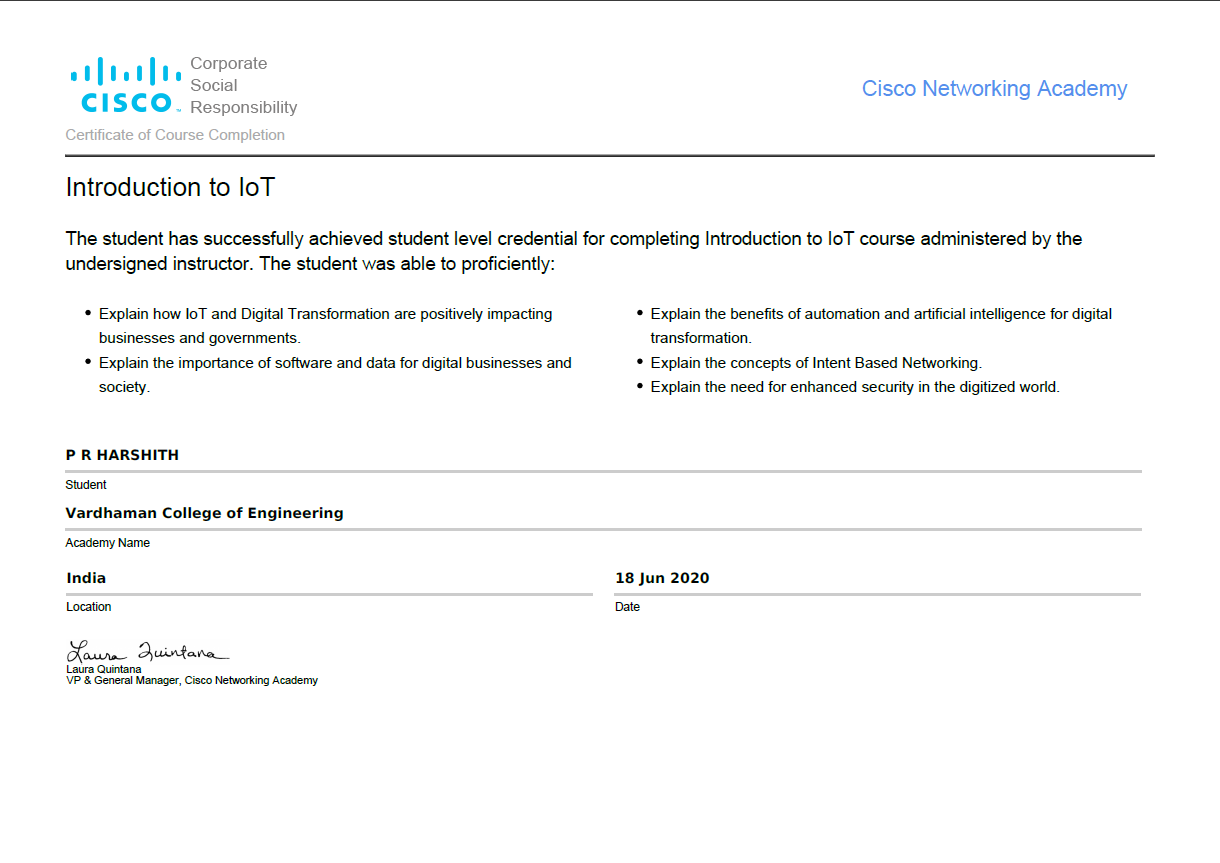 Corporate
Social
Responsibility
CISCO™
Cisco Networking Academy
Certificate of Course Completion
Introduction to IoT
The student has successfully achieved student level credential for completing Introduction to IoT course administered by the
undersigned instructor. The student was able to proficiently:
• Explain how IoT and Digital Transformation are positively impacting
businesses and governments.
• Explain the importance of software and data for digital businesses and
society.
• Explain the benefits of automation and artificial intelligence for digital
transformation.
• Explain the concepts of Intent Based Networking.
• Explain the need for enhanced security in the digitized world.
P R HARSHITH
Student
Vardhaman College of Engineering
Academy Name
India
Location
18 Jun 2020
Date
Laura Quintana
Laura Quintana
VP & General Manager, Cisco Networking Academy